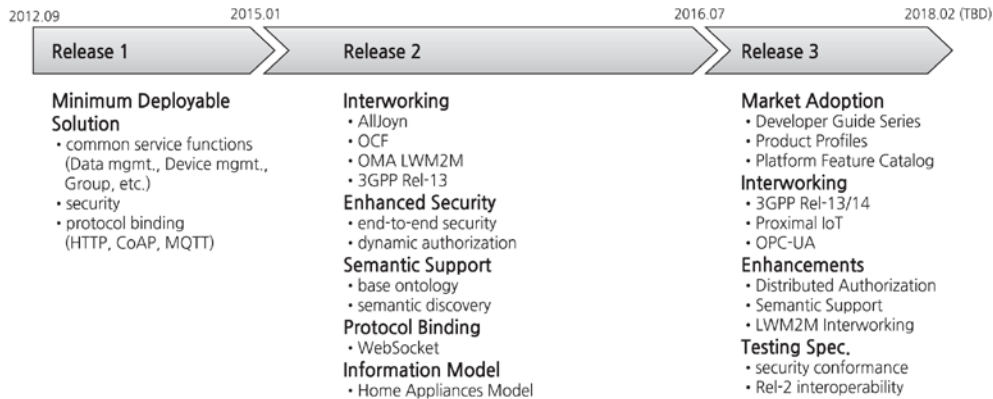 2012.09
2015.01
2016.07
2018.02 (TBD)
Release 1
Release 2
Release 3
Minimum Deployable
Solution
• common service functions
(Data mgmt., Device mgmt.,
Group, etc.)
• security
• protocol binding
(HTTP, CoAP, MQTT)
Interworking
• AllJoyn
• OCF
• OMA LWM2M
• 3GPP Rel-13
Enhanced Security
• end-to-end security
• dynamic authorization
Semantic Support
• base ontology
• semantic discovery
Protocol Binding
• WebSocket
Information Model
• Home Appliances Model
Market Adoption
• Developer Guide Series
• Product Profiles
• Platform Feature Catalog
Interworking
• 3GPP Rel-13/14
• Proximal IoT
• OPC-UA
Enhancements
• Distributed Authorization
• Semantic Support
• LWM2M Interworking
Testing Spec.
• security conformance
• Rel-2 interoperability